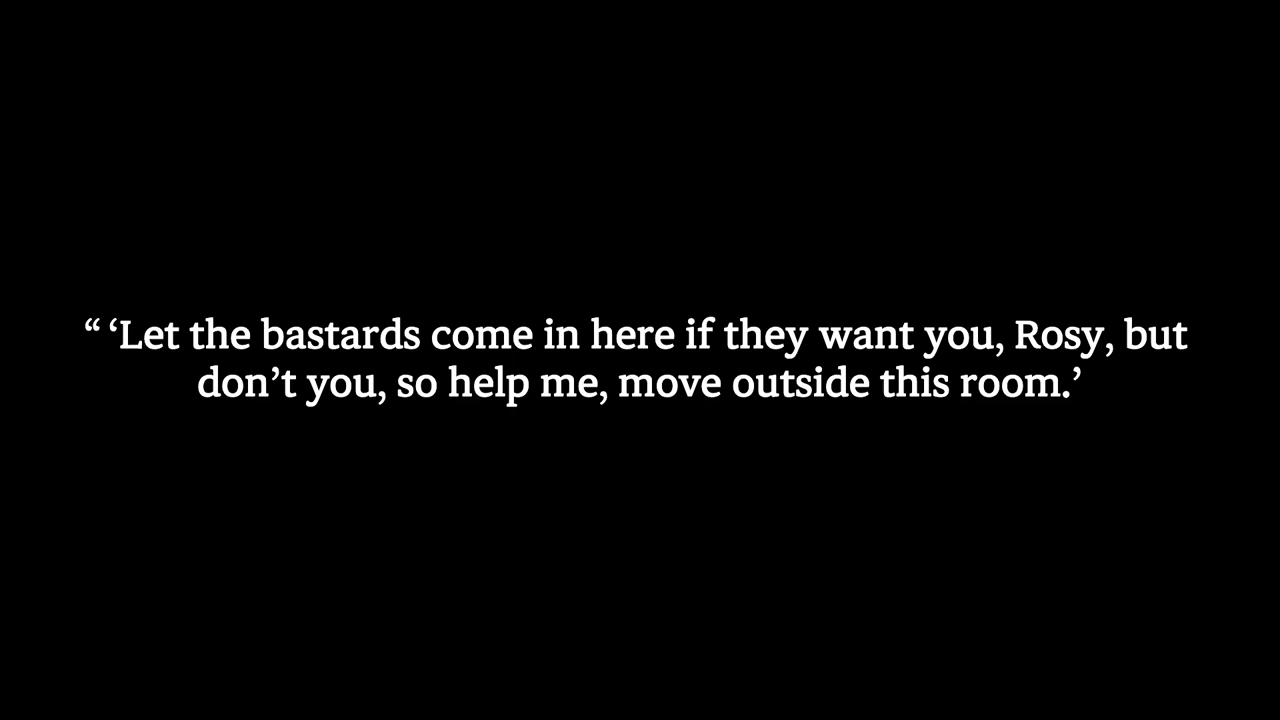 “ ‘Let the bastards come in here if they want you, Rosy, but
don’t you, so help me, move outside this room.’